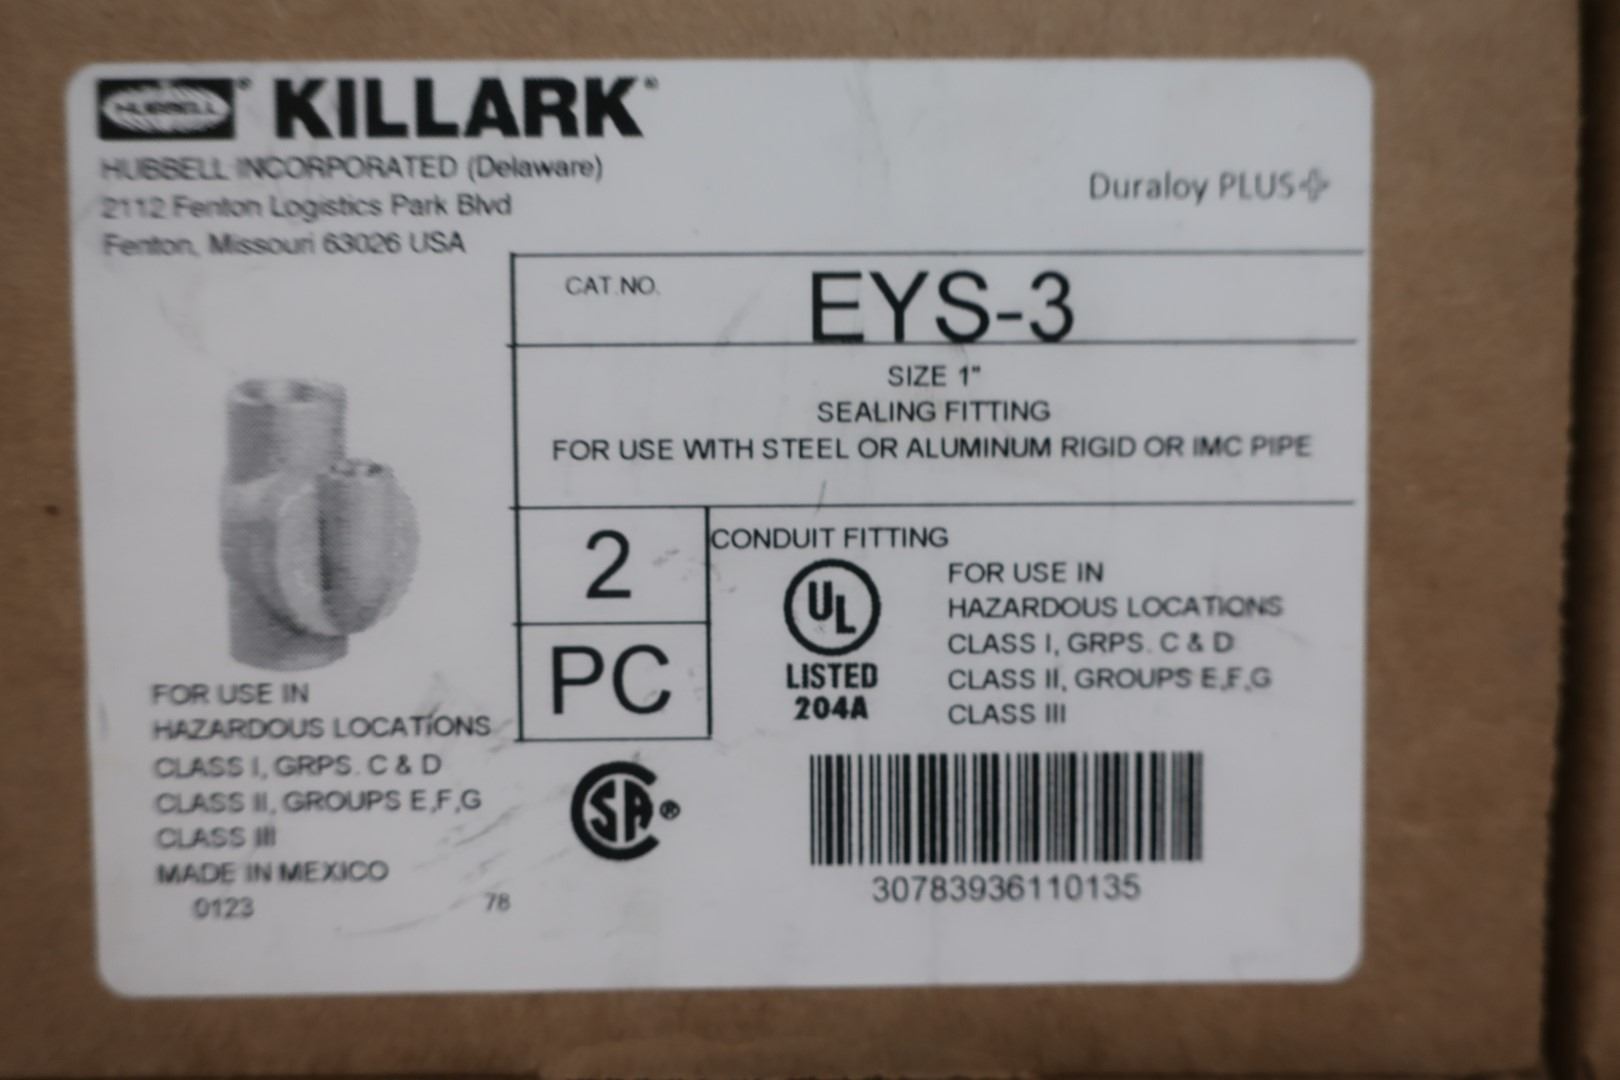 HUBBELL® KILLARK®
HUBBELL INCORPORATED (Delaware)
2112 Fenton Logistics Park Blvd
Fenton, Missouri 63026 USA
Duraloy PLUS+
CAT.NO. EYS-3
SIZE 1"
SEALING FITTING
FOR USE WITH STEEL OR ALUMINUM RIGID OR IMC PIPE
2
PC
CONDUIT FITTING
UL
LISTED
204A
FOR USE IN
HAZARDOUS LOCATIONS
CLASS I, GRPS. C & D
CLASS II, GROUPS E,F,G
CLASS III
FOR USE IN
HAZARDOUS LOCATIONS
CLASS I, GRPS. C & D
CLASS II, GROUPS E,F,G
CLASS III
MADE IN MEXICO
0123 78
CSA®
30783936110135